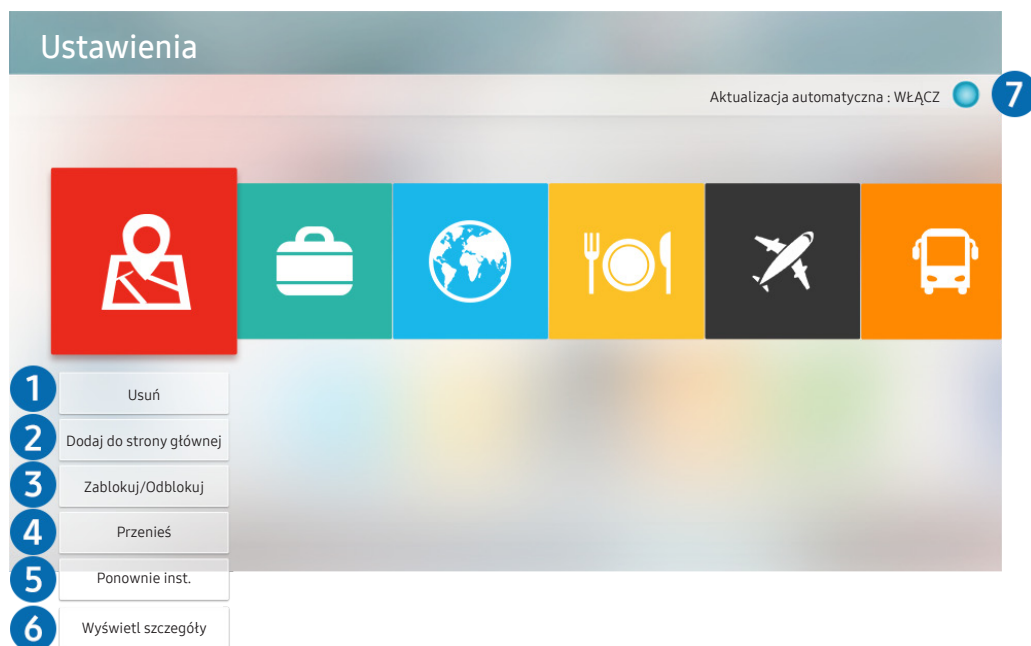 Ustawienia
Aktualizacja automatyczna : WŁĄCZ
7
1
Usuń
2
Dodaj do strony głównej
3
Zablokuj/Odblokuj
4
Przenieś
5
Ponownie inst.
6
Wyświetl szczegóły